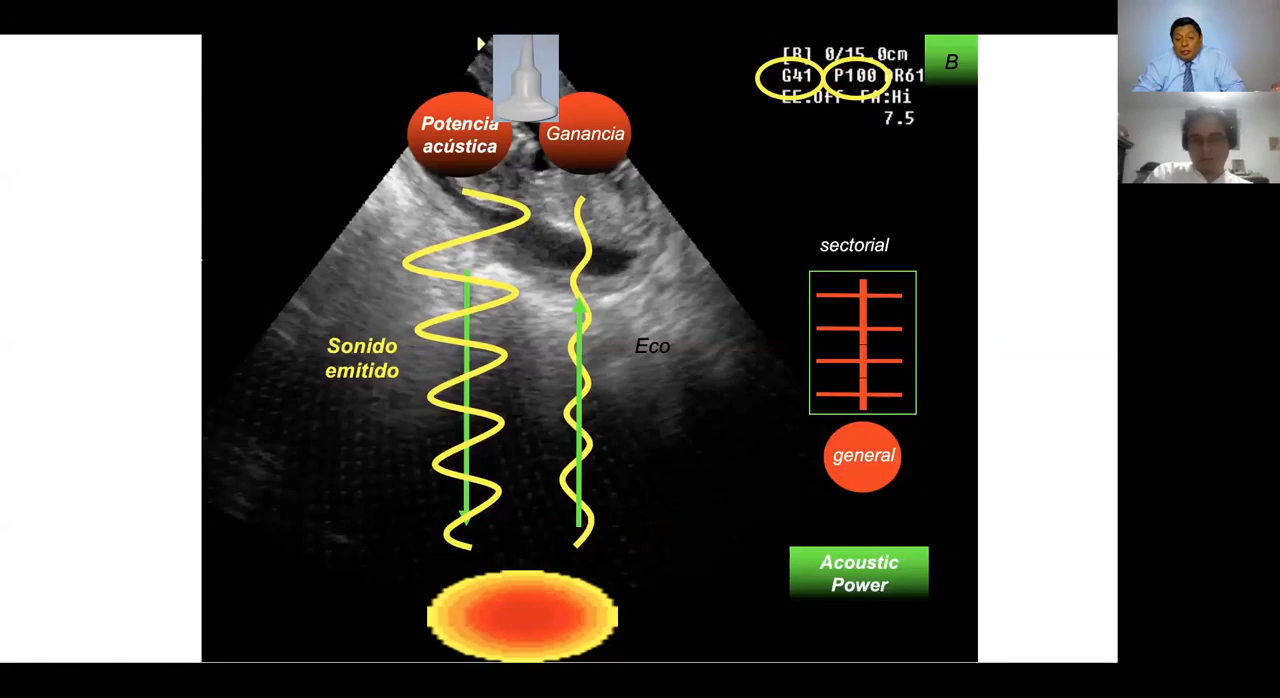 [B] 0/15.0cm
G41 P100 DR61
EE:Off FA:Hi
7.5
B
Potencia
acústica
Ganancia
sectorial
Sonido
emitido
Eco
general
Acoustic
Power